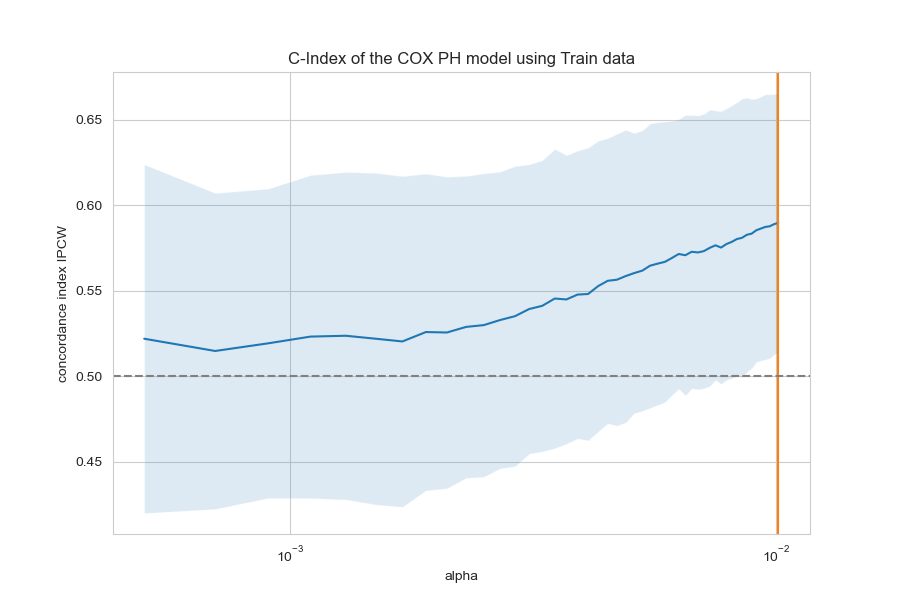 C-Index of the COX PH model using Train data
concordance index IPCW
0.65
0.60
0.55
0.50
0.45
10⁻³
10⁻²
alpha